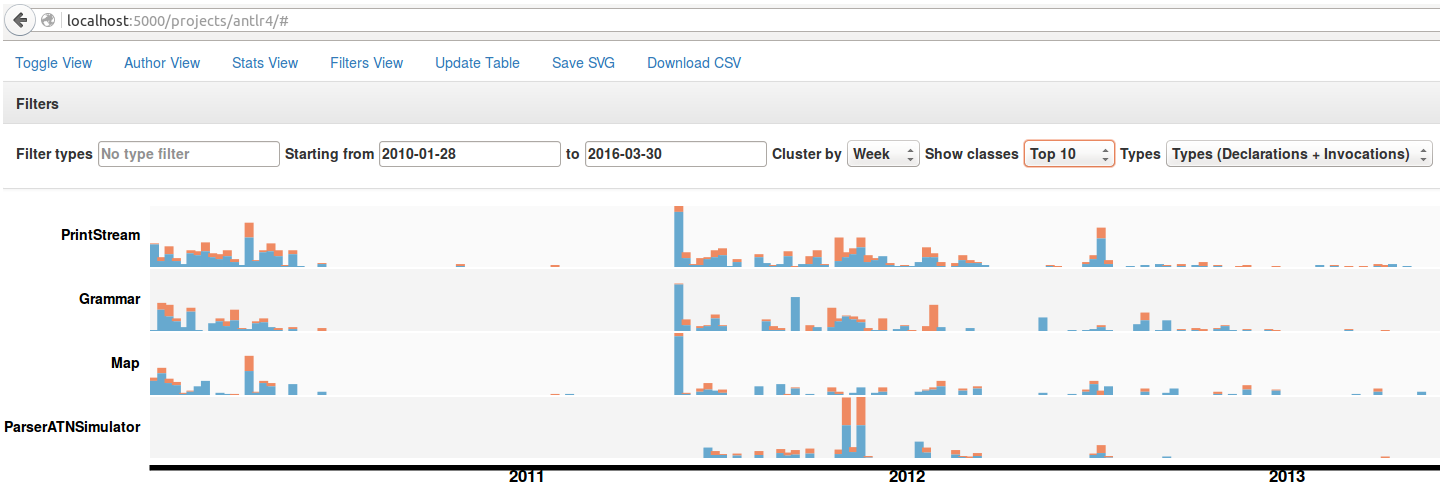 localhost:5000/projects/antlr4/#
Toggle View Author View Stats View Filters View Update Table Save SVG Download CSV
Filters
Filter types No type filter Starting from 2010-01-28 to 2016-03-30 Cluster by Week Show classes Top 10 Types Types (Declarations + Invocations)
PrintStream
Grammar
Map
ParserATNSimulator
2011 2012 2013